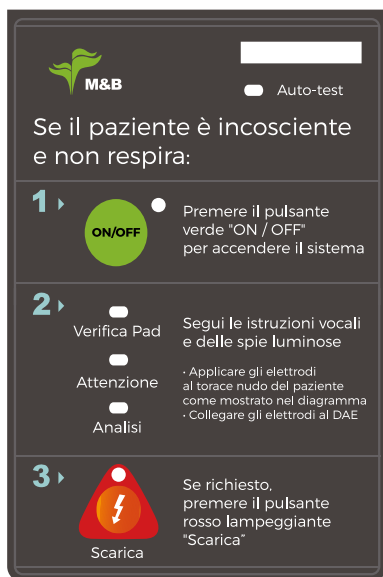 M&B
Auto-test
Se il paziente è incosciente
e non respira:
1
ON/OFF
Premere il pulsante
verde "ON / OFF"
per accendere il sistema
2
Verifica Pad
Attenzione
Analisi
Segui le istruzioni vocali
e delle spie luminose
• Applicare gli elettrodi
al torace nudo del paziente
come mostrato nel diagramma
• Collegare gli elettrodi al DAE
3
Scarica
Se richiesto,
premere il pulsante
rosso lampeggiante
"Scarica"